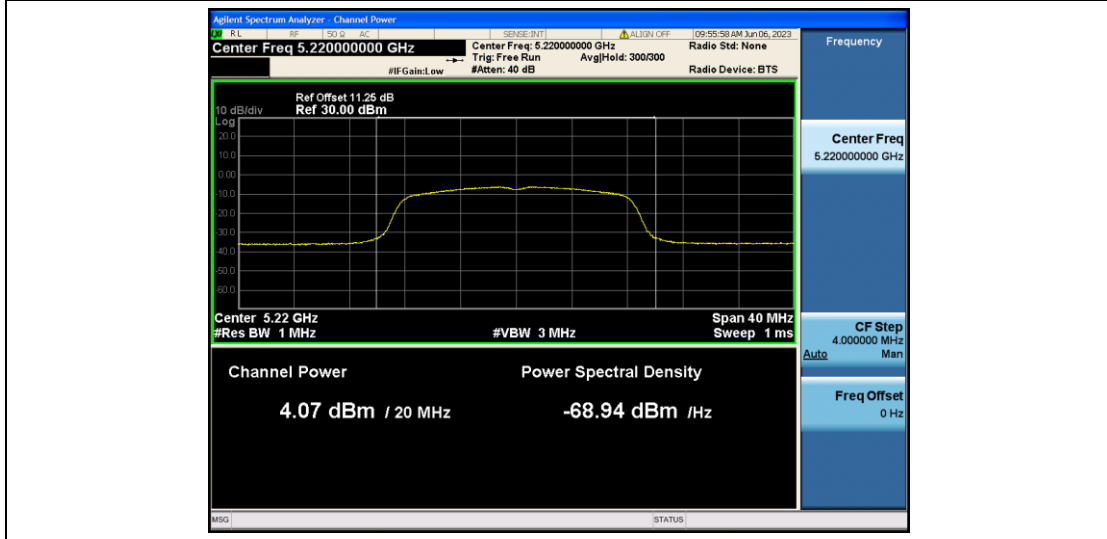 Agilent Spectrum Analyzer - Channel Power
RL RF 50 Ω AC SENSE:INT ALIGN OFF 09:55:58 AM Jun 06, 2023
Center Freq 5.220000000 GHz
Center Freq: 5.220000000 GHz
Radio Std: None
Trig: Free Run Avg|Hold: 300/300
#IFGain:Low
#Atten: 40 dB
Radio Device: BTS
Ref Offset 11.25 dB
10 dB/div Ref 30.00 dBm
Log
20.0
10.0
0.00
-10.0
-20.0
-30.0
-40.0
-50.0
-60.0
Center 5.22 GHz
Span 40 MHz
#Res BW 1 MHz
#VBW 3 MHz
Sweep 1 ms
Channel Power
Power Spectral Density
4.07 dBm / 20 MHz
-68.94 dBm /Hz
MSG
STATUS
Frequency
Center Freq
5.220000000 GHz
CF Step
4.000000 MHz
Auto Man
Freq Offset
0 Hz